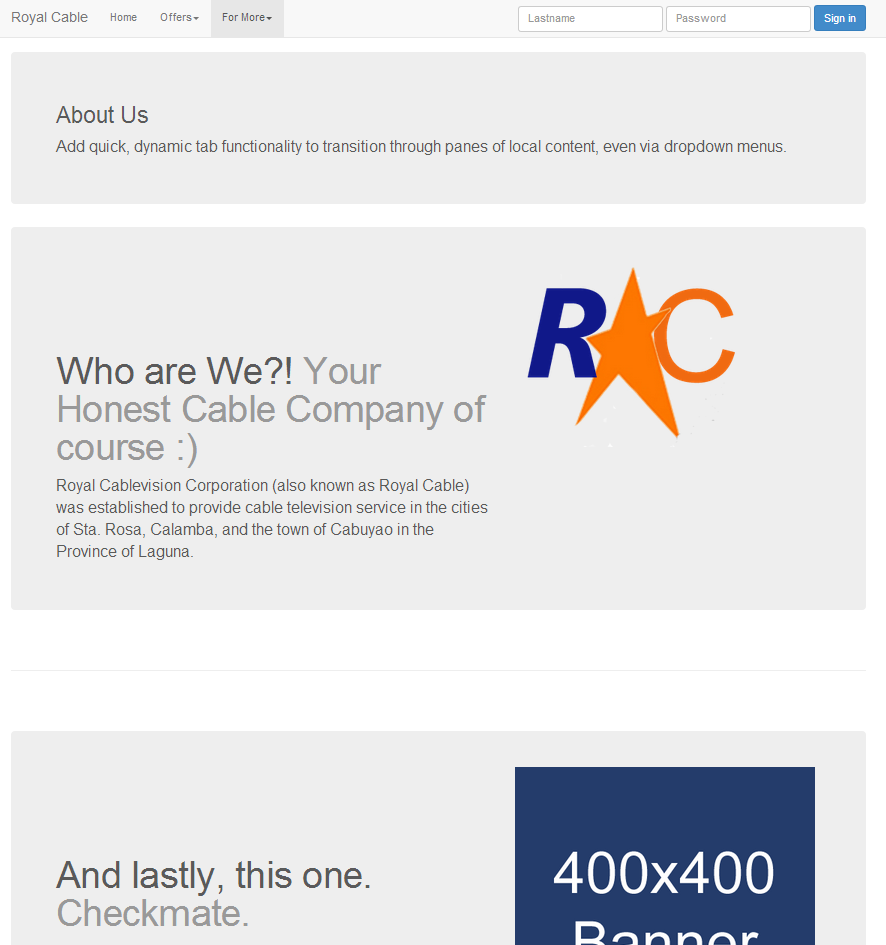 Royal Cable Home Offers For More Lastname Password Sign in
About Us
Add quick, dynamic tab functionality to transition through panes of local content, even via dropdown menus.
R C
Who are We?! Your
Honest Cable Company of
course :)
Royal Cablevision Corporation (also known as Royal Cable)
was established to provide cable television service in the cities
of Sta. Rosa, Calamba, and the town of Cabuyao in the
Province of Laguna.
And lastly, this one.
Checkmate.
400x400
Banner